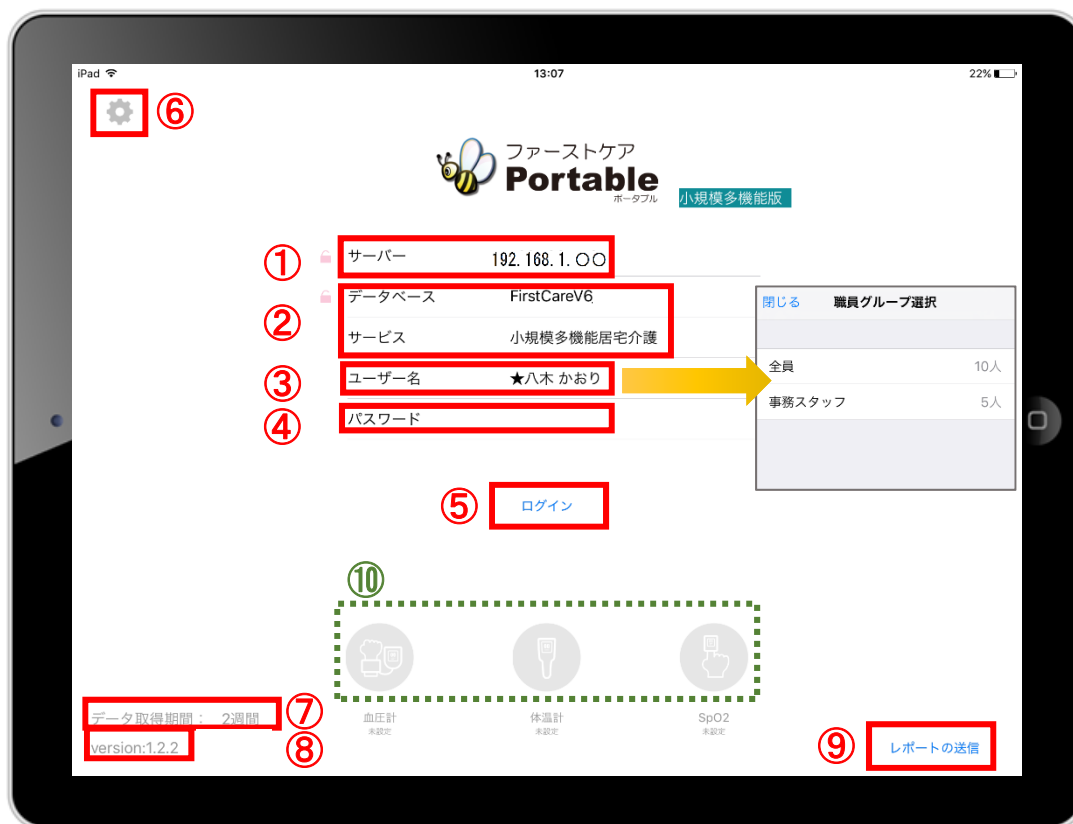 iPad 13:07 22%
⑥
ファーストケア
Portable
ポータブル
小規模多機能版
① サーバー 192.168.1.〇〇
② データベース FirstCareV6
サービス 小規模多機能居宅介護
③ ユーザー名 ★八木 かおり
④ パスワード
閉じる 職員グループ選択
全員 10人
事務スタッフ 5人
⑤ ログイン
⑩
血圧計 体温計 SpO2
未設定 未設定 未設定
データ取得期間： 2週間 ⑦
version:1.2.2 ⑧
⑨ レポートの送信